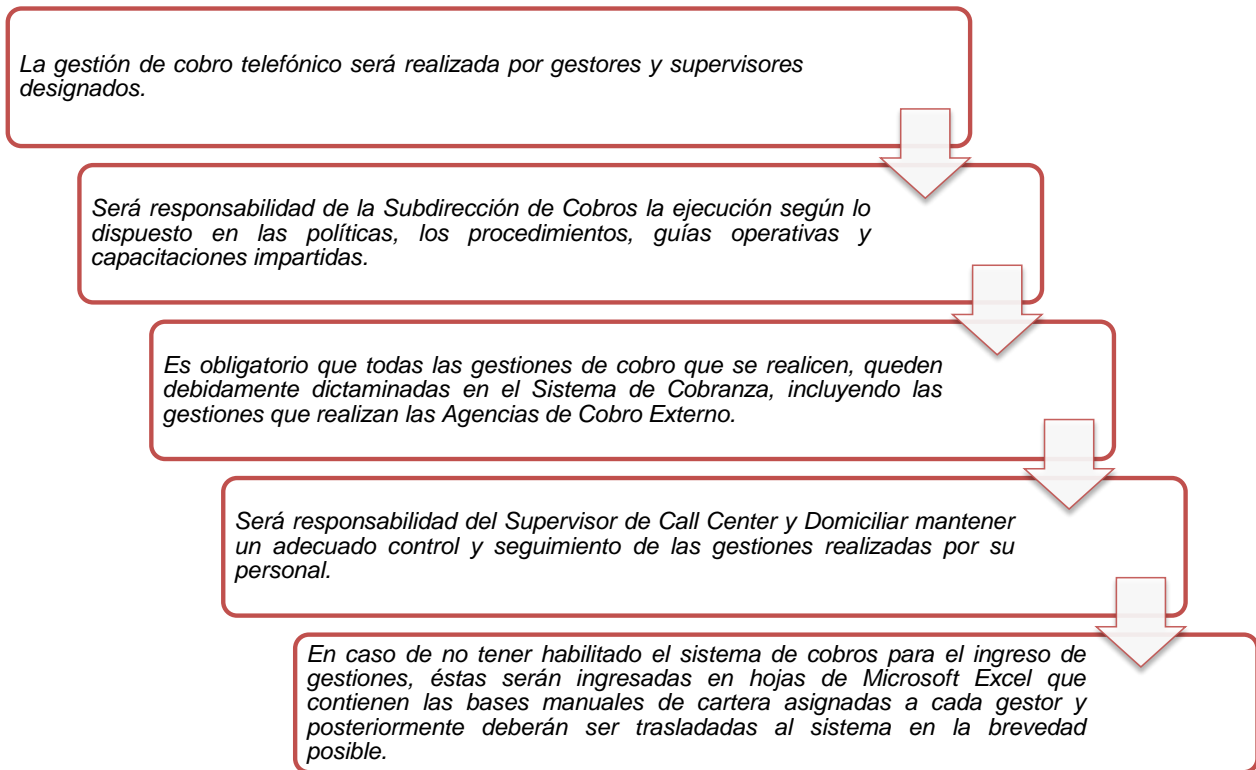 La gestión de cobro telefónico será realizada por gestores y supervisores
designados.
Será responsabilidad de la Subdirección de Cobros la ejecución según lo
dispuesto en las políticas, los procedimientos, guías operativas y
capacitaciones impartidas.
Es obligatorio que todas las gestiones de cobro que se realicen, queden
debidamente dictaminadas en el Sistema de Cobranza, incluyendo las
gestiones que realizan las Agencias de Cobro Externo.
Será responsabilidad del Supervisor de Call Center y Domiciliar mantener
un adecuado control y seguimiento de las gestiones realizadas por su
personal.
En caso de no tener habilitado el sistema de cobros para el ingreso de
gestiones, éstas serán ingresadas en hojas de Microsoft Excel que
contienen las bases manuales de cartera asignadas a cada gestor y
posteriormente deberán ser trasladadas al sistema en la brevedad
posible.